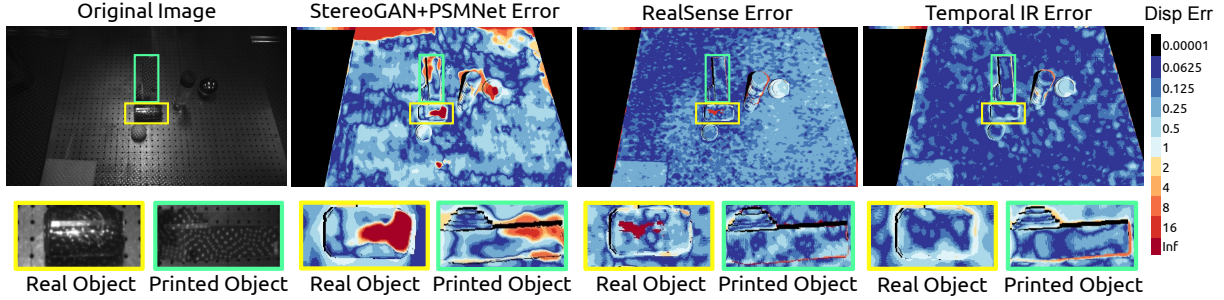 Original Image
StereoGAN+PSMNet Error
RealSense Error
Temporal IR Error
Disp Err
0.00001
0.0625
0.125
0.25
0.5
1
2
4
8
16
Inf
Real Object
Printed Object
Real Object
Printed Object
Real Object
Printed Object
Real Object
Printed Object